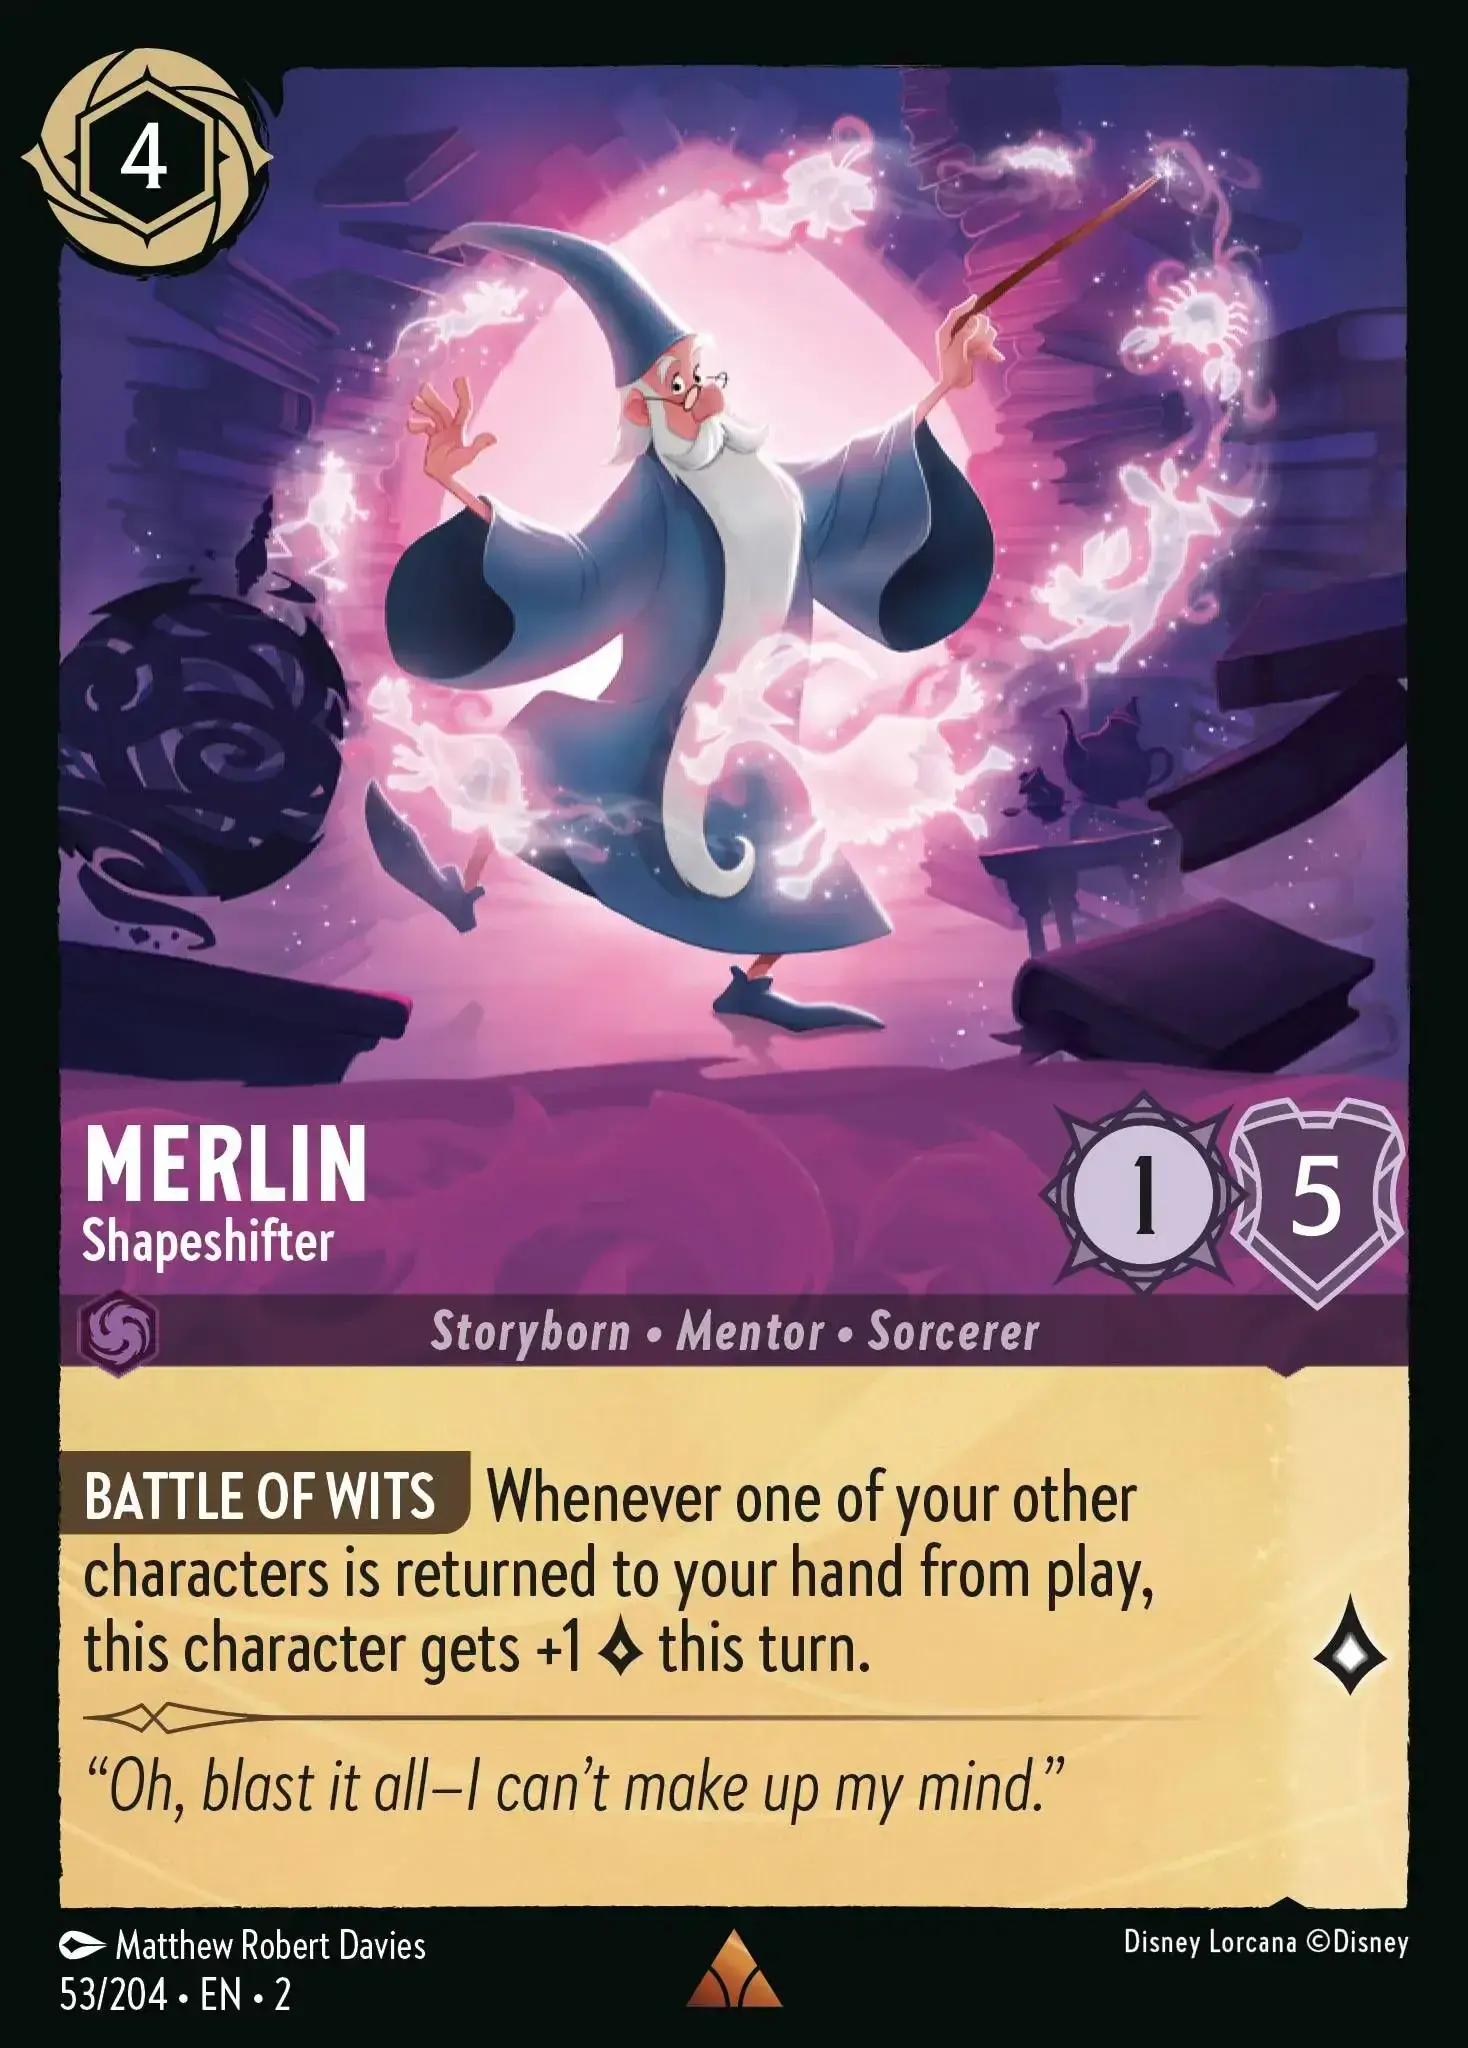 4
MERLIN
Shapeshifter
1
5
Storyborn • Mentor • Sorcerer
BATTLE OF WITS Whenever one of your other
characters is returned to your hand from play,
this character gets +1 this turn.
“Oh, blast it all—I can’t make up my mind.”
Matthew Robert Davies
Disney Lorcana ©Disney
53/204 • EN • 2